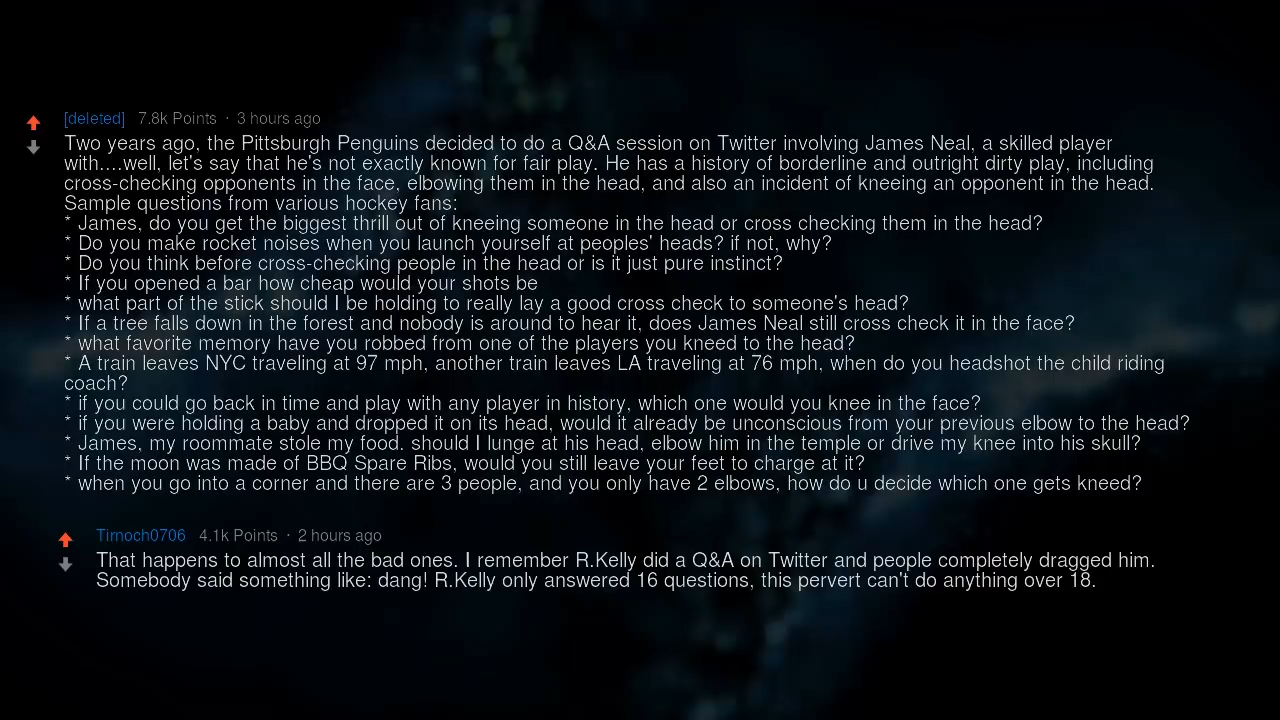 [deleted] 7.8k Points · 3 hours ago
Two years ago, the Pittsburgh Penguins decided to do a Q&A session on Twitter involving James Neal, a skilled player
with....well, let's say that he's not exactly known for fair play. He has a history of borderline and outright dirty play, including
cross-checking opponents in the face, elbowing them in the head, and also an incident of kneeing an opponent in the head.
Sample questions from various hockey fans:
* James, do you get the biggest thrill out of kneeing someone in the head or cross checking them in the head?
* Do you make rocket noises when you launch yourself at peoples' heads? if not, why?
* Do you think before cross-checking people in the head or is it just pure instinct?
* If you opened a bar how cheap would your shots be
* what part of the stick should I be holding to really lay a good cross check to someone's head?
* If a tree falls down in the forest and nobody is around to hear it, does James Neal still cross check it in the face?
* what favorite memory have you robbed from one of the players you kneed to the head?
* A train leaves NYC traveling at 97 mph, another train leaves LA traveling at 76 mph, when do you headshot the child riding
coach?
* if you could go back in time and play with any player in history, which one would you knee in the face?
* if you were holding a baby and dropped it on its head, would it already be unconscious from your previous elbow to the head?
* James, my roommate stole my food. should I lunge at his head, elbow him in the temple or drive my knee into his skull?
* If the moon was made of BBQ Spare Ribs, would you still leave your feet to charge at it?
* when you go into a corner and there are 3 people, and you only have 2 elbows, how do u decide which one gets kneed?
Tirnoch0706 4.1k Points · 2 hours ago
That happens to almost all the bad ones. I remember R.Kelly did a Q&A on Twitter and people completely dragged him.
Somebody said something like: dang! R.Kelly only answered 16 questions, this pervert can't do anything over 18.